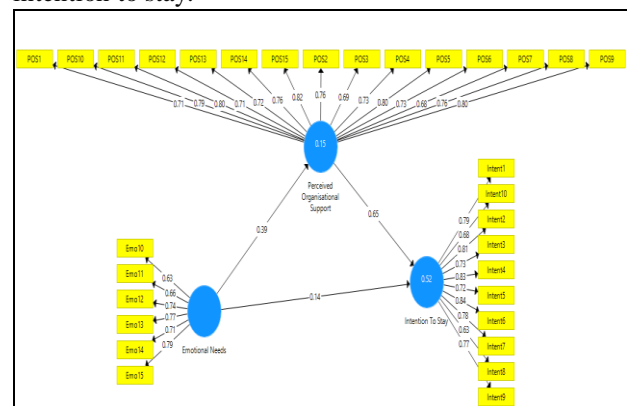 intention to stay.
POS1 POS10 POS11 POS12 POS13 POS14 POS15 POS2 POS3 POS4 POS5 POS6 POS7 POS8 POS9
0.71 0.79 0.80 0.71 0.72 0.76 0.82 0.76 0.69 0.73 0.80 0.73 0.68 0.76 0.80
0.15
Perceived
Organisational
Support
0.39
0.65
0.14
Emo10
Emo11
Emo12
Emo13
Emo14
Emo15
0.63
0.66
0.74
0.77
0.71
0.79
Emotional Needs
0.52
Intention To Stay
0.79
0.68
0.81
0.73
0.83
0.72
0.84
0.78
0.63
0.77
Intent1
Intent10
Intent2
Intent3
Intent4
Intent5
Intent6
Intent7
Intent8
Intent9